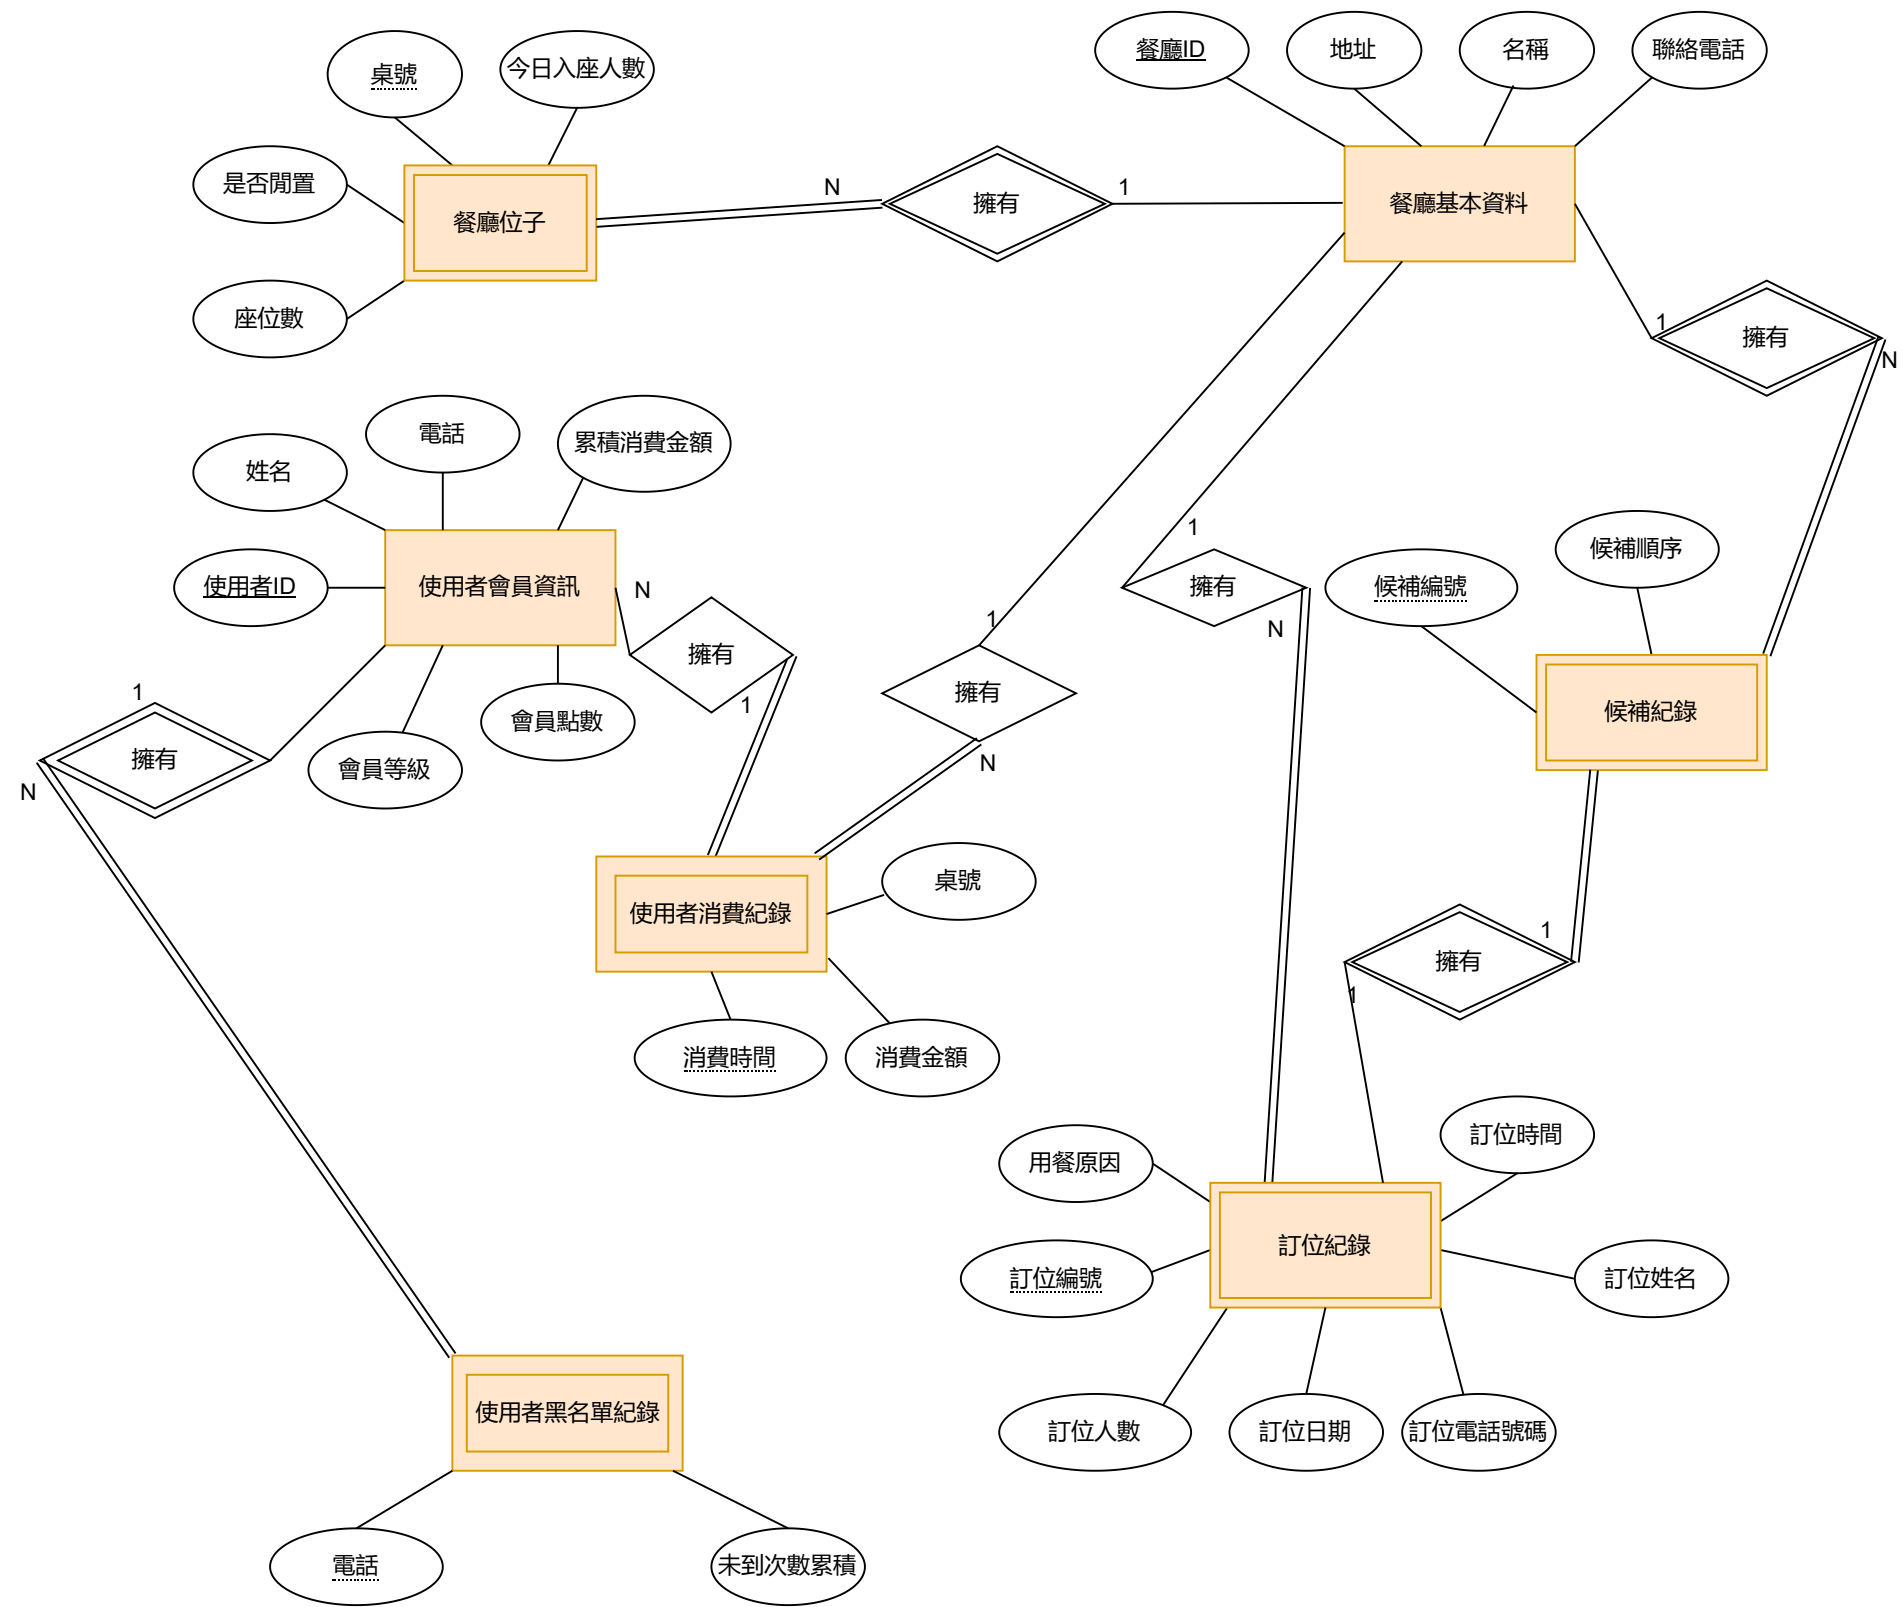 餐廳ID
地址
名稱
聯絡電話
桌號
今日入座人數
是否閒置
餐廳位子
座位數
N
擁有
1
餐廳基本資料
1
擁有
N
姓名
電話
累積消費金額
使用者ID
使用者會員資訊
N
擁有
1
會員點數
會員等級
1
擁有
N
1
擁有
N
1
擁有
N
候補編號
候補順序
候補紀錄
使用者消費紀錄
桌號
消費時間
消費金額
1
擁有
1
用餐原因
訂位時間
訂位編號
訂位紀錄
訂位姓名
訂位人數
訂位日期
訂位電話號碼
使用者黑名單紀錄
電話
未到次數累積